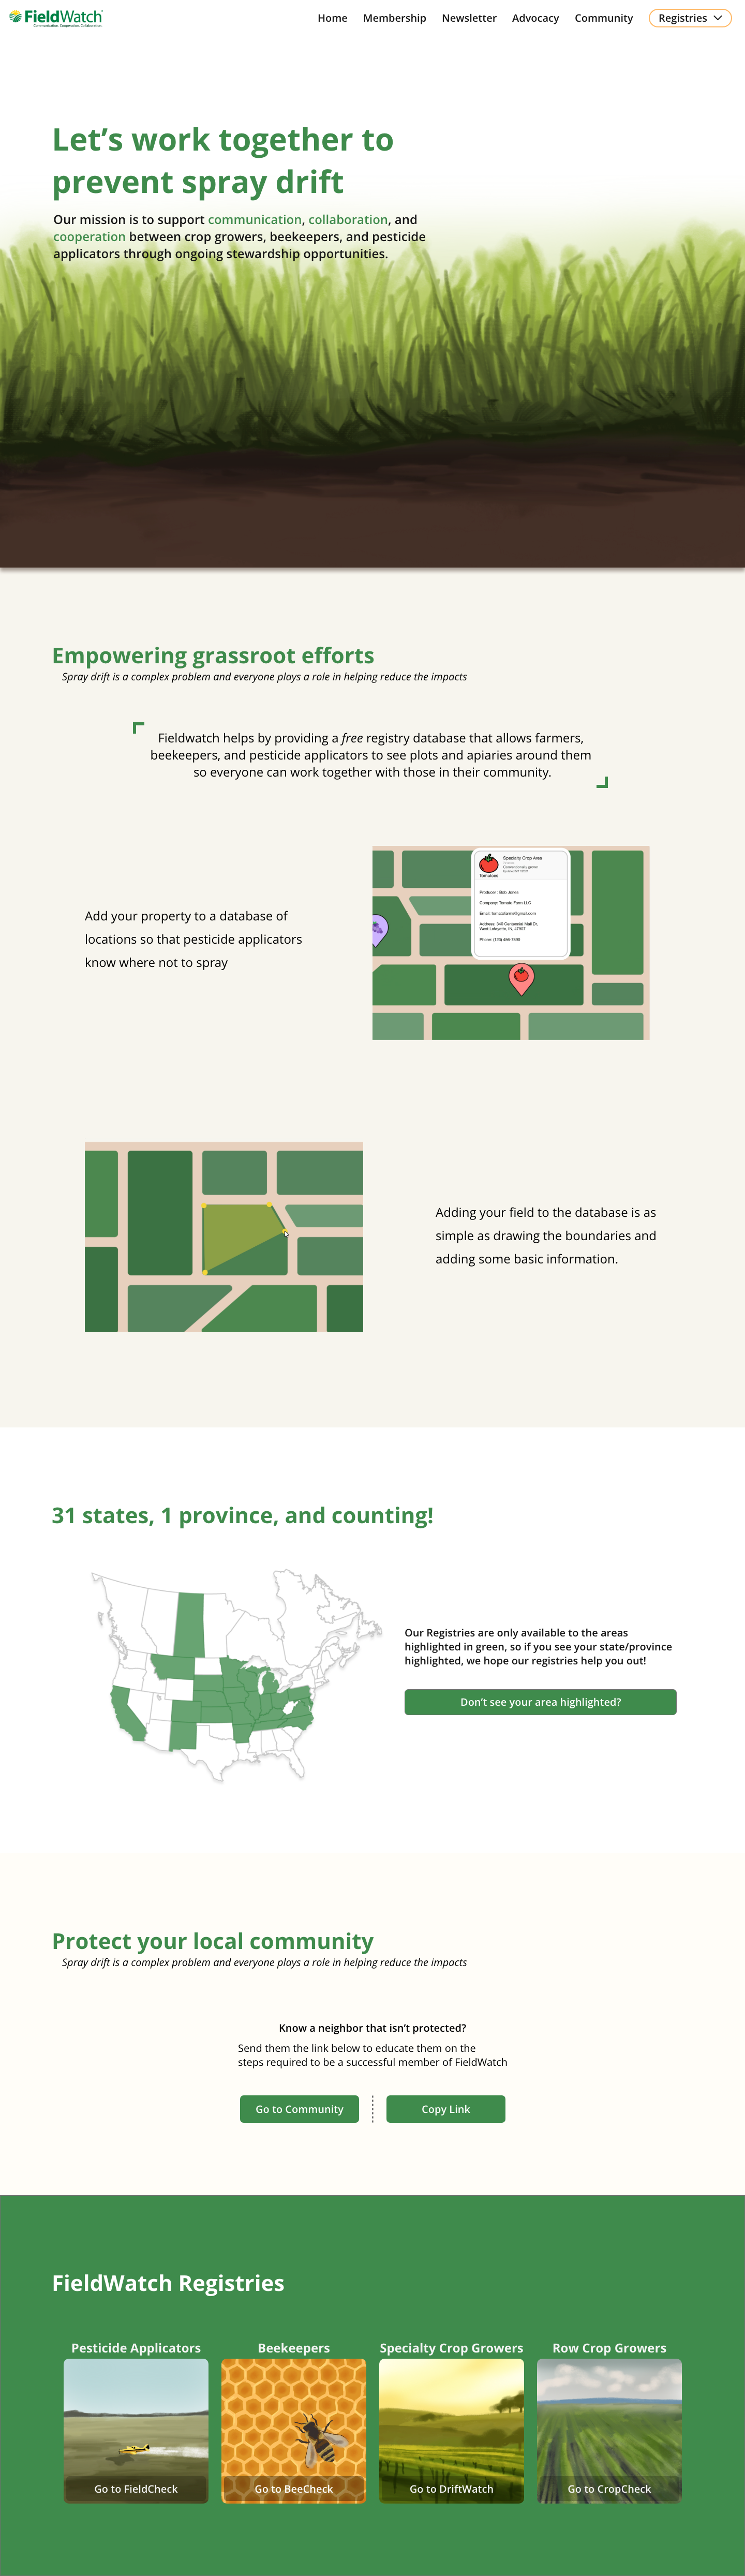 FieldWatch
Communication. Cooperation. Collaboration.
Home Membership Newsletter Advocacy Community Registries
Let’s work together to
prevent spray drift
Our mission is to support communication, collaboration, and
cooperation between crop growers, beekeepers, and pesticide
applicators through ongoing stewardship opportunities.
Empowering grassroot efforts
Spray drift is a complex problem and everyone plays a role in helping reduce the impacts
Fieldwatch helps by providing a free registry database that allows farmers,
beekeepers, and pesticide applicators to see plots and apiaries around them
so everyone can work together with those in their community.
Add your property to a database of
locations so that pesticide applicators
know where not to spray
Specialty Crop Area
Conventionally grown
Tomatoes
Producer : Bob Jones
Company: Tomato Farm LLC
Email: tomatofarms@gmail.com
Address: 345 Centennial Mall Dr,
West Lafayette, IN, 47907
Phone: (123) 456-7890
Adding your field to the database is as
simple as drawing the boundaries and
adding some basic information.
31 states, 1 province, and counting!
Our Registries are only available to the areas
highlighted in green, so if you see your state/province
highlighted, we hope our registries help you out!
Don’t see your area highlighted?
Protect your local community
Spray drift is a complex problem and everyone plays a role in helping reduce the impacts
Know a neighbor that isn’t protected?
Send them the link below to educate them on the
steps required to be a successful member of FieldWatch
Go to Community
Copy Link
FieldWatch Registries
Pesticide Applicators
Go to FieldCheck
Beekeepers
Go to BeeCheck
Specialty Crop Growers
Go to DriftWatch
Row Crop Growers
Go to CropCheck